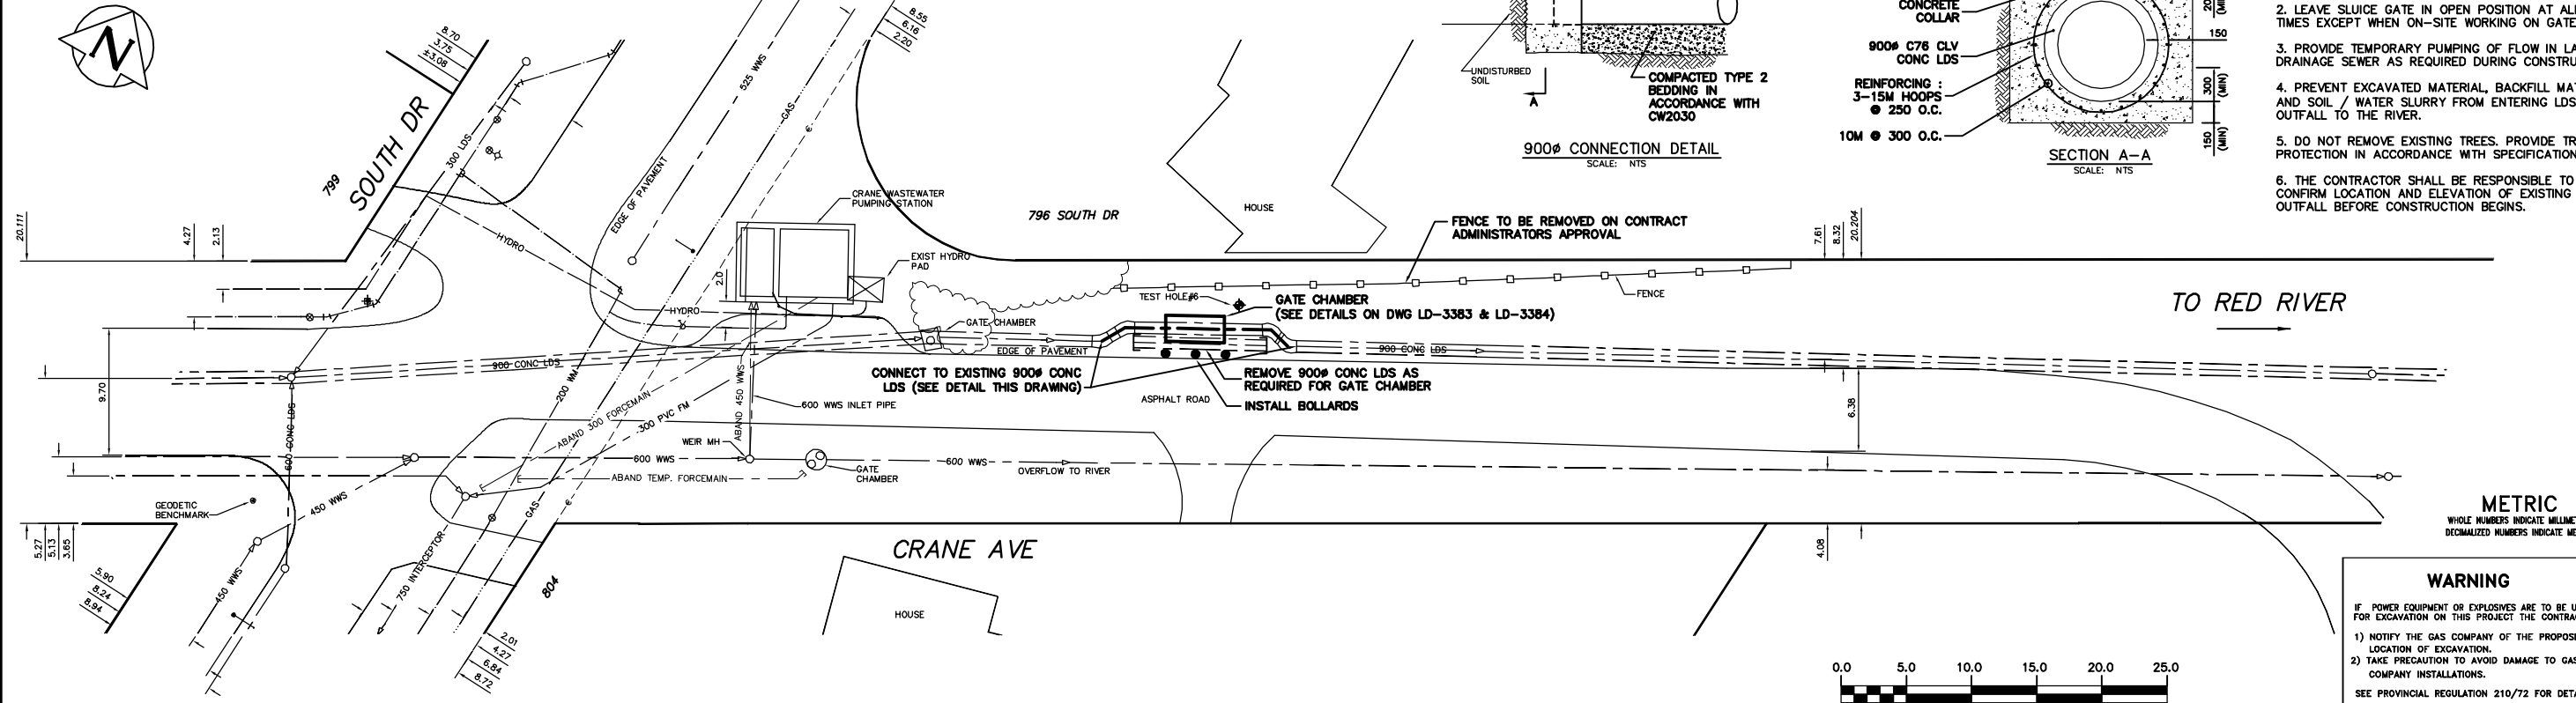 N
8.70
3.75
±3.08
8.55
6.16
2.20
525 WWS
GAS
300 LDS
SOUTH DR
799
EDGE OF PAVEMENT
HYDRO
CRANE WASTEWATER
PUMPING STATION
EXIST HYDRO
PAD
2.0
HYDRO
796 SOUTH DR
HOUSE
UNDISTURBED
SOIL
A
COMPACTED TYPE 2
BEDDING IN
ACCORDANCE WITH
CW2030
900ø CONNECTION DETAIL
SCALE: NTS
CONCRETE
COLLAR
900ø C76 CLV
CONC LDS
REINFORCING :
3-15M HOOPS
@ 250 O.C.
10M @ 300 O.C.
(MIN)
150
300
(MIN)
150
(MIN)
SECTION A-A
SCALE: NTS
2. LEAVE SLUICE GATE IN OPEN POSITION AT ALL
TIMES EXCEPT WHEN ON-SITE WORKING ON GATE
3. PROVIDE TEMPORARY PUMPING OF FLOW IN LA
DRAINAGE SEWER AS REQUIRED DURING CONSTRU
4. PREVENT EXCAVATED MATERIAL, BACKFILL MA
AND SOIL / WATER SLURRY FROM ENTERING LDS
OUTFALL TO THE RIVER.
5. DO NOT REMOVE EXISTING TREES. PROVIDE TR
PROTECTION IN ACCORDANCE WITH SPECIFICATION
6. THE CONTRACTOR SHALL BE RESPONSIBLE TO
CONFIRM LOCATION AND ELEVATION OF EXISTING
OUTFALL BEFORE CONSTRUCTION BEGINS.
20.111
4.27
2.13
FENCE TO BE REMOVED ON CONTRACT
ADMINISTRATORS APPROVAL
7.61
8.32
20.204
TEST HOLE#6
GATE CHAMBER
(SEE DETAILS ON DWG LD-3383 & LD-3384)
FENCE
TO RED RIVER
GATE CHAMBER
EDGE OF PAVEMENT
900 CONC LDS
900 CONC LDS
CONNECT TO EXISTING 900ø CONC
LDS (SEE DETAIL THIS DRAWING)
REMOVE 900ø CONC LDS AS
REQUIRED FOR GATE CHAMBER
INSTALL BOLLARDS
ASPHALT ROAD
9.70
6.38
600 CONC LDS
200 WM
ABAND 300 FORCEMAIN
300 PVC FM
ABAND 450 WWS
600 WWS INLET PIPE
WEIR MH
600 WWS
GATE
CHAMBER
600 WWS
OVERFLOW TO RIVER
ABAND TEMP. FORCEMAIN
GEODETIC
BENCHMARK
450 WWS
450 WWS
GAS
750 INTERCEPTOR
5.27
5.13
3.65
5.90
8.24
8.94
804
2.01
4.27
6.84
8.72
CRANE AVE
HOUSE
4.08
METRIC
WHOLE NUMBERS INDICATE MILLIME
DECIMALIZED NUMBERS INDICATE ME
WARNING
IF POWER EQUIPMENT OR EXPLOSIVES ARE TO BE U
FOR EXCAVATION ON THIS PROJECT THE CONTRAC
1) NOTIFY THE GAS COMPANY OF THE PROPOSE
LOCATION OF EXCAVATION.
2) TAKE PRECAUTION TO AVOID DAMAGE TO GAS
COMPANY INSTALLATIONS.
SEE PROVINCIAL REGULATION 210/72 FOR DETA
0.0 5.0 10.0 15.0 20.0 25.0